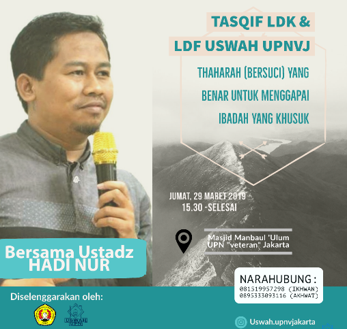 TASQIF LDK &
LDF USWAH UPNVJ
THAHARAH (BERSUCI) YANG
BENAR UNTUK MENGGAPAI
IBADAH YANG KHUSUK
JUMAT, 29 MARET 2019
15.30 -SELESAI
Masjid Manbaul 'Ulum
UPN "veteran" Jakarta
Bersama Ustadz
HADI NUR
NARAHUBUNG:
081519957298 (IKHWAN)
0895333093116 (AKHWAT)
Diselenggarakan oleh:
Uswah.upnvjakarta